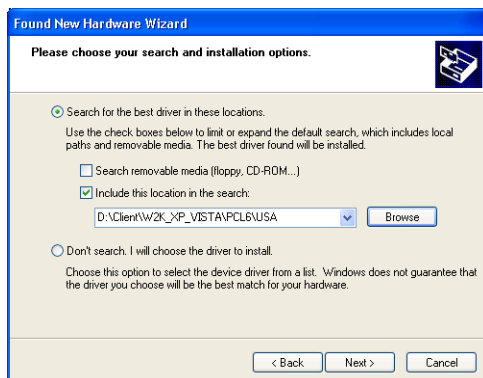 Found New Hardware Wizard
Please choose your search and installation options.
Search for the best driver in these locations.
Use the check boxes below to limit or expand the default search, which includes local
paths and removable media. The best driver found will be installed.
Search removable media (floppy, CD-ROM...)
Include this location in the search:
D:\Client\W2K_XP_VISTA\PCL6\USA
Browse
Don't search. I will choose the driver to install.
Choose this option to select the device driver from a list. Windows does not guarantee that
the driver you choose will be the best match for your hardware.
< Back
Next >
Cancel